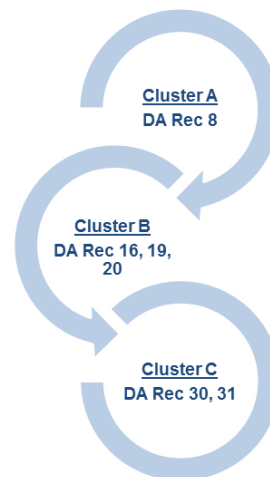 Cluster A
DA Rec 8
Cluster B
DA Rec 16, 19,
20
Cluster C
DA Rec 30, 31